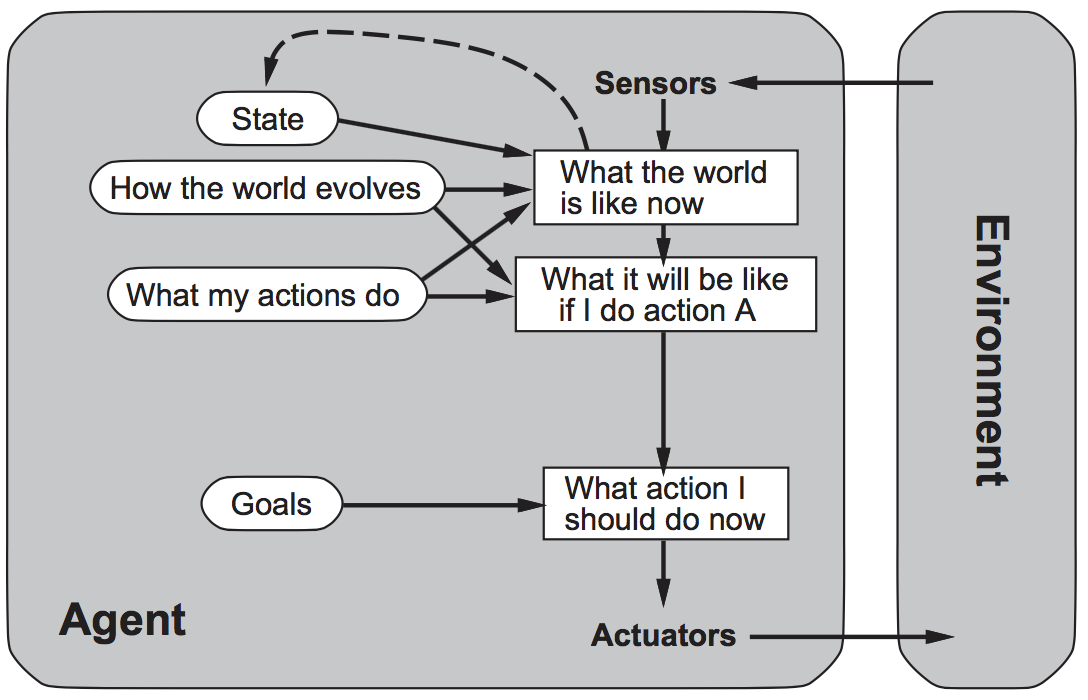 Sensors
State
What the world
is like now
How the world evolves
What it will be like
if I do action A
What my actions do
Goals
What action I
should do now
Agent
Actuators
Environment